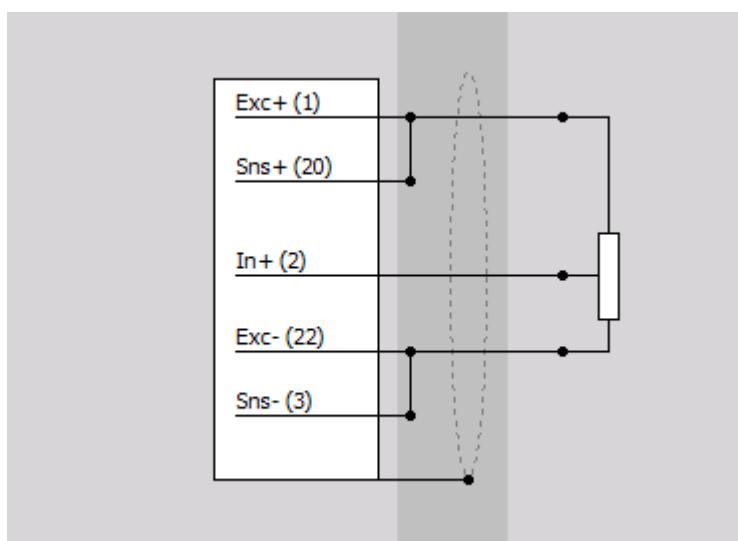 Exc+ (1)
Sns+ (20)
In+ (2)
Exc- (22)
Sns- (3)